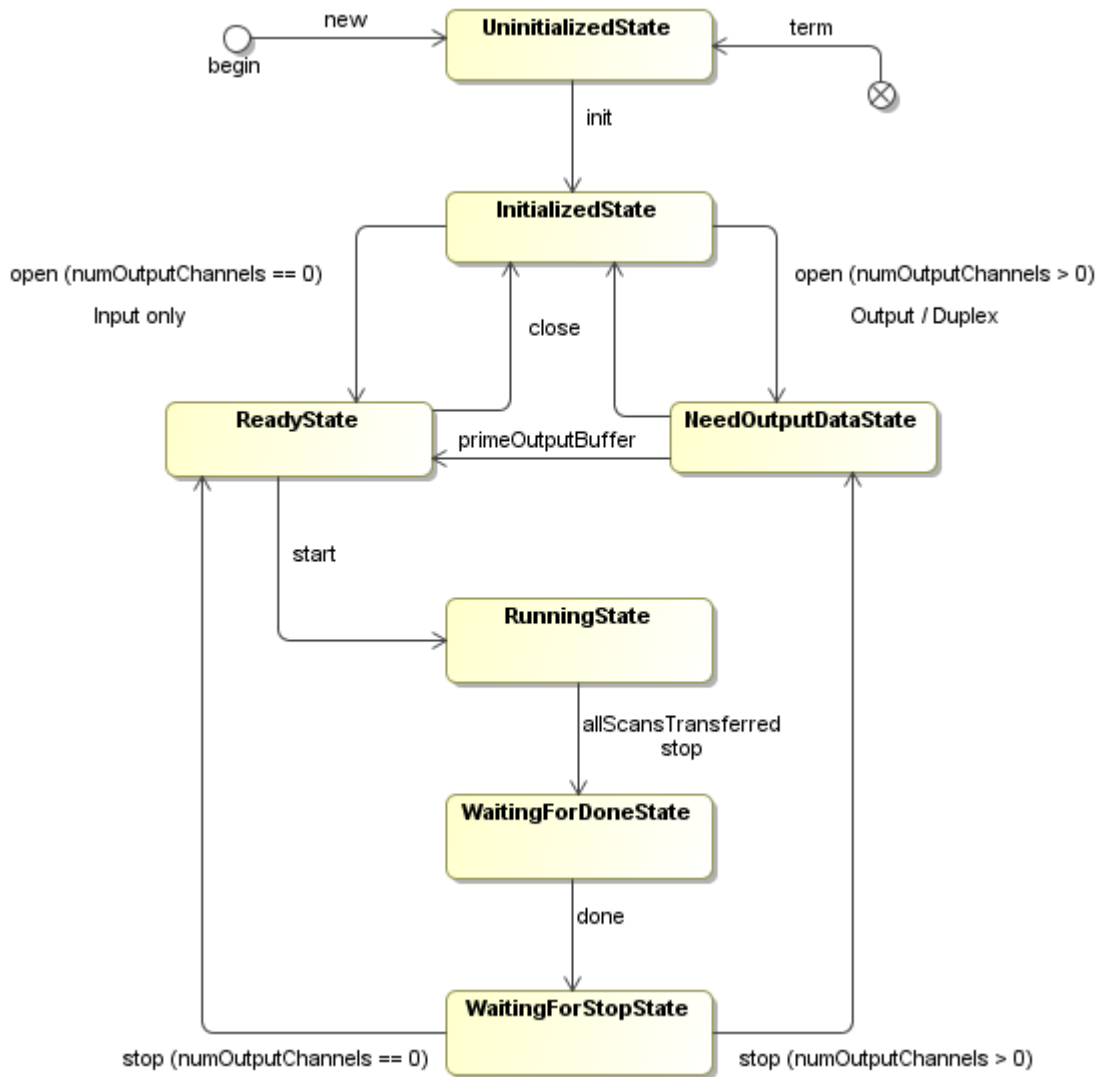 new
UninitializedState
term
begin
init
InitializedState
open (numOutputChannels == 0)
Input only
open (numOutputChannels > 0)
Output / Duplex
close
ReadyState
NeedOutputDataState
primeOutputBuffer
start
RunningState
allScansTransferred
stop
WaitingForDoneState
done
WaitingForStopState
stop (numOutputChannels == 0)
stop (numOutputChannels > 0)